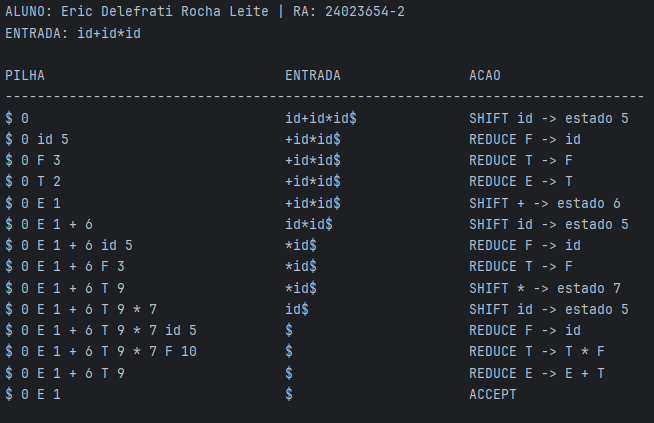 ALUNO: Eric Delefrati Rocha Leite | RA: 24023654-2
ENTRADA: id+id*id
PILHA ENTRADA ACAO
--------------------------------------------------------------------------------
$ 0 id+id*id$ SHIFT id -> estado 5
$ 0 id 5 +id*id$ REDUCE F -> id
$ 0 F 3 +id*id$ REDUCE T -> F
$ 0 T 2 +id*id$ REDUCE E -> T
$ 0 E 1 +id*id$ SHIFT + -> estado 6
$ 0 E 1 + 6 id*id$ SHIFT id -> estado 5
$ 0 E 1 + 6 id 5 *id$ REDUCE F -> id
$ 0 E 1 + 6 F 3 *id$ REDUCE T -> F
$ 0 E 1 + 6 T 9 *id$ SHIFT * -> estado 7
$ 0 E 1 + 6 T 9 * 7 id$ SHIFT id -> estado 5
$ 0 E 1 + 6 T 9 * 7 id 5 $ REDUCE F -> id
$ 0 E 1 + 6 T 9 * 7 F 10 $ REDUCE T -> T * F
$ 0 E 1 + 6 T 9 $ REDUCE E -> E + T
$ 0 E 1 $ ACCEPT